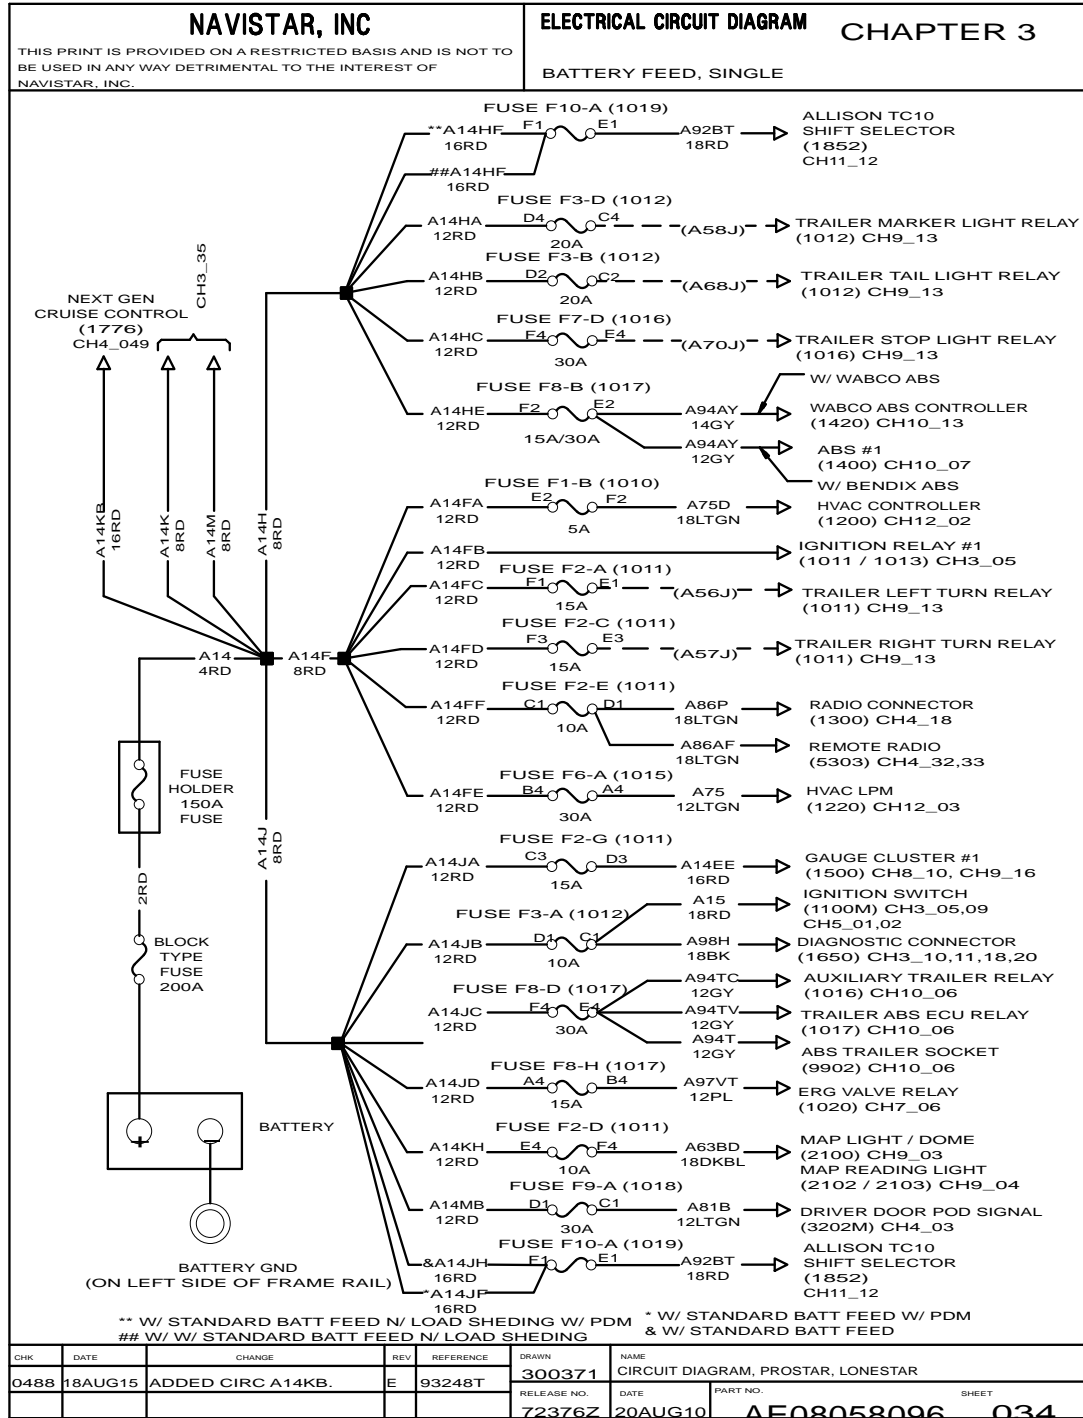 NAVISTAR, INC
THIS PRINT IS PROVIDED ON A RESTRICTED BASIS AND IS NOT TO
BE USED IN ANY WAY DETRIMENTAL TO THE INTEREST OF
NAVISTAR, INC.
ELECTRICAL CIRCUIT DIAGRAM
CHAPTER 3
BATTERY FEED, SINGLE
FUSE F10-A (1019)
**A14HF
16RD
F1
E1
A92BT
18RD
ALLISON TC10
SHIFT SELECTOR
(1852)
CH11_12
##A14HF
16RD
FUSE F3-D (1012)
A14HA
12RD
D4
C4
20A
(A58J)
TRAILER MARKER LIGHT RELAY
(1012) CH9_13
FUSE F3-B (1012)
A14HB
12RD
D2
C2
20A
(A68J)
TRAILER TAIL LIGHT RELAY
(1012) CH9_13
FUSE F7-D (1016)
A14HC
12RD
F4
E4
30A
(A70J)
TRAILER STOP LIGHT RELAY
(1016) CH9_13
W/ WABCO ABS
FUSE F8-B (1017)
A14HE
12RD
F2
E2
15A/30A
A94AY
14GY
WABCO ABS CONTROLLER
(1420) CH10_13
A94AY
12GY
ABS #1
(1400) CH10_07
W/ BENDIX ABS
NEXT GEN
CRUISE CONTROL
(1776)
CH4_049
CH3_35
A14KB
16RD
A14K
8RD
A14M
8RD
A14H
8RD
FUSE F1-B (1010)
A14FA
12RD
E2
F2
5A
A75D
18LTGN
HVAC CONTROLLER
(1200) CH12_02
A14FB
12RD
IGNITION RELAY #1
(1011 / 1013) CH3_05
FUSE F2-A (1011)
A14FC
12RD
F1
E1
15A
(A56J)
TRAILER LEFT TURN RELAY
(1011) CH9_13
FUSE F2-C (1011)
A14FD
12RD
F3
E3
15A
(A57J)
TRAILER RIGHT TURN RELAY
(1011) CH9_13
A14
4RD
A14F
8RD
FUSE F2-E (1011)
A14FF
12RD
C1
D1
10A
A86P
18LTGN
RADIO CONNECTOR
(1300) CH4_18
A86AF
18LTGN
REMOTE RADIO
(5303) CH4_32,33
FUSE F6-A (1015)
A14FE
12RD
B4
A4
30A
A75
12LTGN
HVAC LPM
(1220) CH12_03
FUSE
HOLDER
150A
FUSE
A14J
8RD
2RD
BLOCK
TYPE
FUSE
200A
FUSE F2-G (1011)
A14JA
12RD
C3
D3
15A
A14EE
16RD
GAUGE CLUSTER #1
(1500) CH8_10, CH9_16
FUSE F3-A (1012)
A14JB
12RD
D1
C1
10A
A15
18RD
IGNITION SWITCH
(1100M) CH3_05,09
CH5_01,02
A98H
18BK
DIAGNOSTIC CONNECTOR
(1650) CH3_10,11,18,20
FUSE F8-D (1017)
A14JC
12RD
F4
E4
30A
A94TC
12GY
AUXILIARY TRAILER RELAY
(1016) CH10_06
A94TV
12GY
TRAILER ABS ECU RELAY
(1017) CH10_06
A94T
12GY
ABS TRAILER SOCKET
(9902) CH10_06
FUSE F8-H (1017)
A14JD
12RD
A4
B4
15A
A97VT
12PL
ERG VALVE RELAY
(1020) CH7_06
FUSE F2-D (1011)
A14KH
12RD
E4
F4
10A
A63BD
18DKBL
MAP LIGHT / DOME
(2100) CH9_03
MAP READING LIGHT
(2102 / 2103) CH9_04
FUSE F9-A (1018)
A14MB
12RD
D1
C1
30A
A81B
12LTGN
DRIVER DOOR POD SIGNAL
(3202M) CH4_03
FUSE F10-A (1019)
&A14JH
16RD
F1
E1
A92BT
18RD
ALLISON TC10
SHIFT SELECTOR
(1852)
CH11_12
*A14JF
16RD
BATTERY
+
–
BATTERY GND
(ON LEFT SIDE OF FRAME RAIL)
** W/ STANDARD BATT FEED N/ LOAD SHEDING W/ PDM
## W/ W/ STANDARD BATT FEED N/ LOAD SHEDING
* W/ STANDARD BATT FEED W/ PDM
& W/ STANDARD BATT FEED
CHK DATE CHANGE REV REFERENCE
0488 18AUG15 ADDED CIRC A14KB. E 93248T
DRAWN
300371
NAME
CIRCUIT DIAGRAM, PROSTAR, LONESTAR
RELEASE NO.
72376Z
DATE
20AUG10
PART NO.
AE08058096
SHEET
034